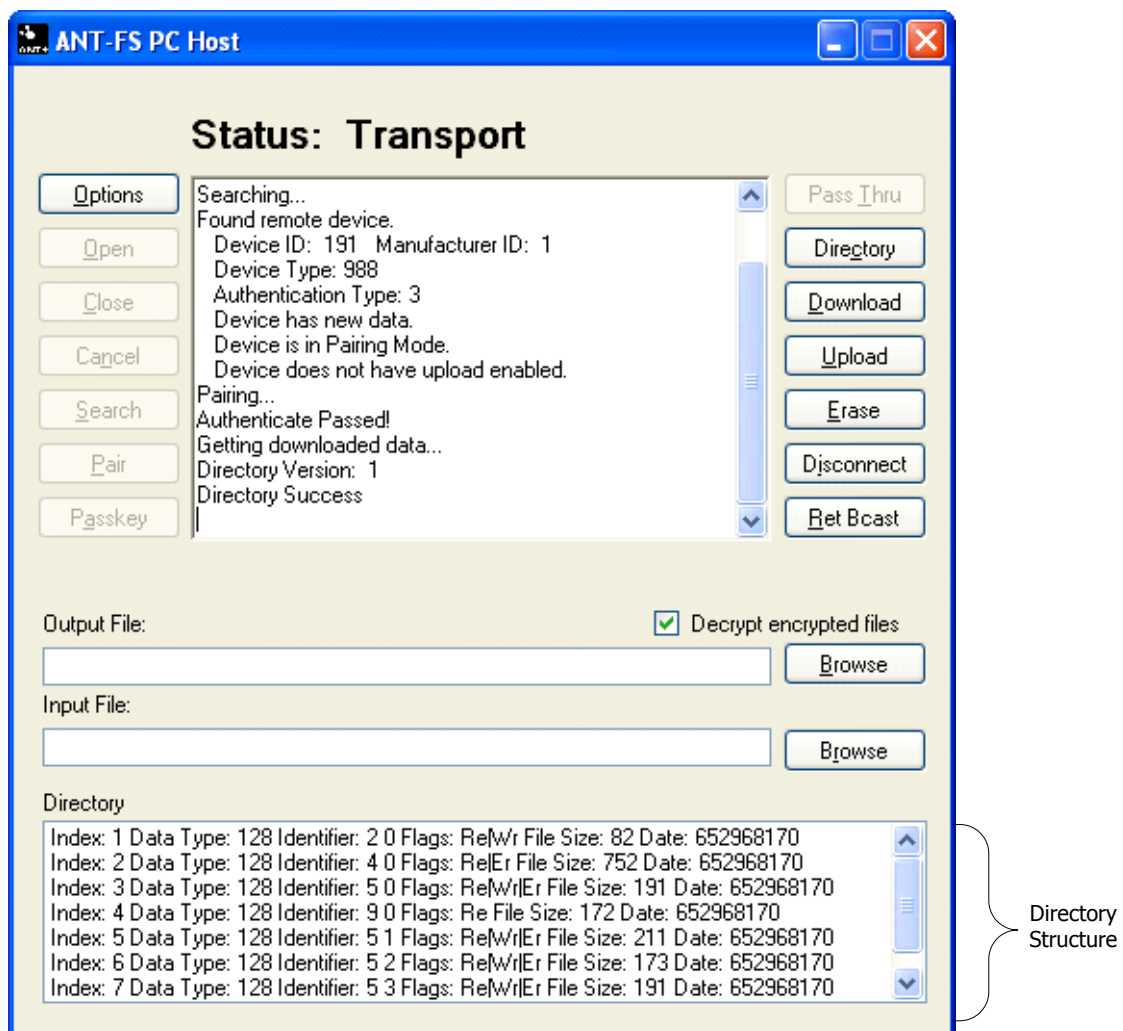 ANT+
ANT-FS PC Host
Status: Transport
Options
Open
Close
Cancel
Search
Pair
Passkey
Searching...
Found remote device.
Device ID: 191 Manufacturer ID: 1
Device Type: 988
Authentication Type: 3
Device has new data.
Device is in Pairing Mode.
Device does not have upload enabled.
Pairing...
Authenticate Passed!
Getting downloaded data...
Directory Version: 1
Directory Success
Pass Thru
Directory
Download
Upload
Erase
Disconnect
Ret Bcast
Output File:
Decrypt encrypted files
Browse
Input File:
Browse
Directory
Index: 1 Data Type: 128 Identifier: 2 0 Flags: Re|Wr File Size: 82 Date: 652968170
Index: 2 Data Type: 128 Identifier: 4 0 Flags: Re|Er File Size: 752 Date: 652968170
Index: 3 Data Type: 128 Identifier: 5 0 Flags: Re|Wr|Er File Size: 191 Date: 652968170
Index: 4 Data Type: 128 Identifier: 9 0 Flags: Re File Size: 172 Date: 652968170
Index: 5 Data Type: 128 Identifier: 5 1 Flags: Re|Wr|Er File Size: 211 Date: 652968170
Index: 6 Data Type: 128 Identifier: 5 2 Flags: Re|Wr|Er File Size: 173 Date: 652968170
Index: 7 Data Type: 128 Identifier: 5 3 Flags: Re|Wr|Er File Size: 191 Date: 652968170
Directory
Structure